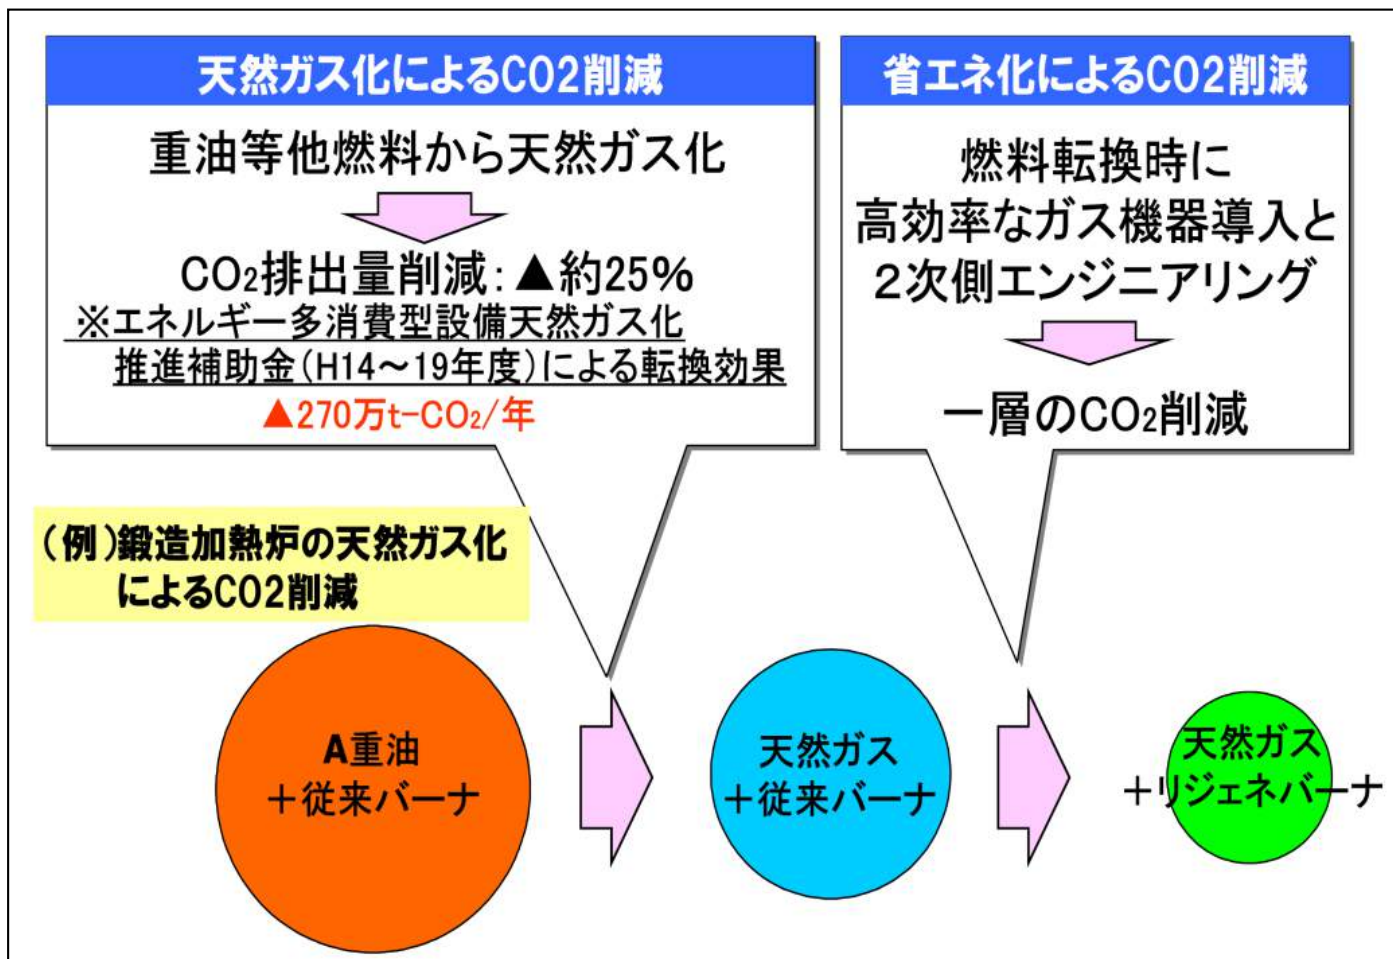 天然ガス化によるCO2削減
重油等他燃料から天然ガス化
CO₂排出量削減:▲約25%
※エネルギー多消費型設備天然ガス化
推進補助金(H14～19年度)による転換効果
▲270万t-CO₂/年
省エネ化によるCO2削減
燃料転換時に
高効率なガス機器導入と
2次側エンジニアリング
一層のCO₂削減
(例)鍛造加熱炉の天然ガス化
によるCO2削減
A重油
+従来バーナ
天然ガス
+従来バーナ
天然ガス
+リジェネバーナ